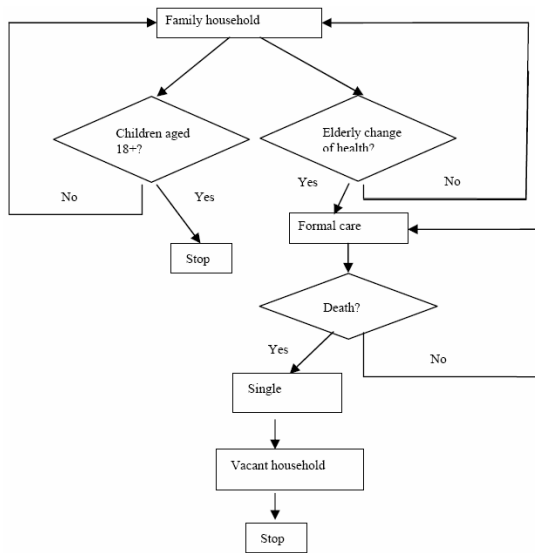 Family household
Children aged
18+?
Elderly change
of health?
No
Yes
Yes
No
Formal care
Stop
Death?
Yes
No
Single
Vacant household
Stop